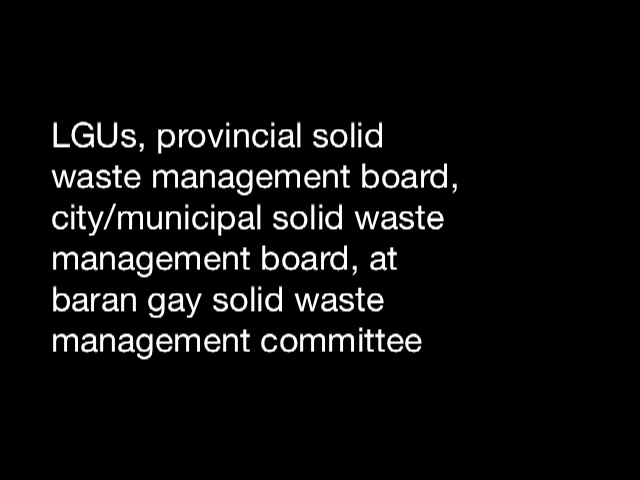 LGUs, provincial solid
waste management board,
city/municipal solid waste
management board, at
baran gay solid waste
management committee